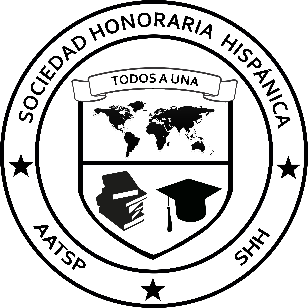 SOCIEDAD HONORARIA HISPÁNICA
TODOS A UNA
AATSP
SHH